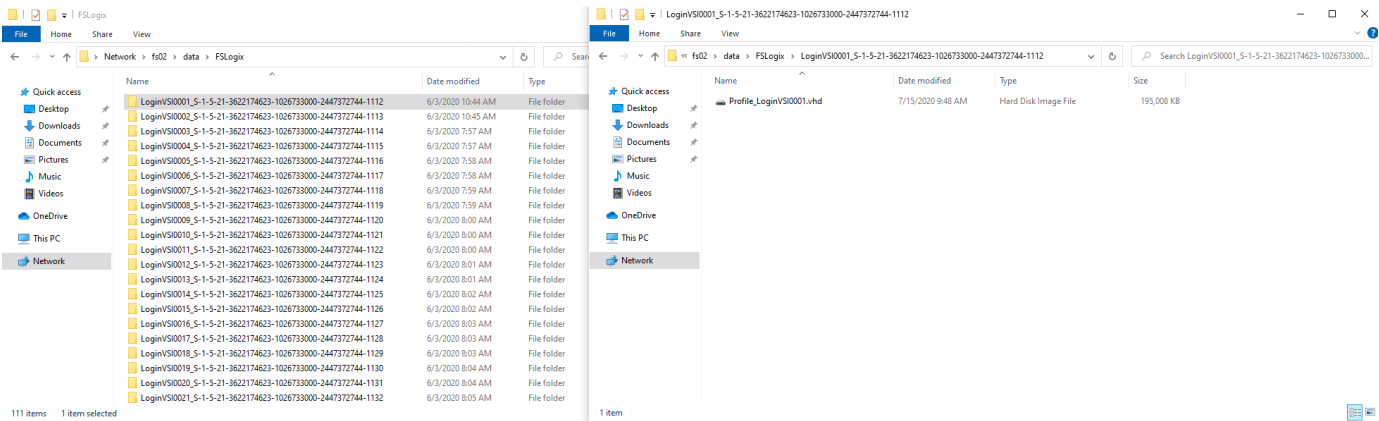 FSLogix
File Home Share View
Network › fs02 › data › FSLogix
Sear
Quick access
Desktop
Downloads
Documents
Pictures
Music
Videos
OneDrive
This PC
Network
Name Date modified Type
LoginVSI0001_S-1-5-21-3622174623-1026733000-2447372744-1112 6/3/2020 10:44 AM File folder
LoginVSI0002_S-1-5-21-3622174623-1026733000-2447372744-1113 6/3/2020 10:45 AM File folder
LoginVSI0003_S-1-5-21-3622174623-1026733000-2447372744-1114 6/3/2020 7:57 AM File folder
LoginVSI0004_S-1-5-21-3622174623-1026733000-2447372744-1115 6/3/2020 7:57 AM File folder
LoginVSI0005_S-1-5-21-3622174623-1026733000-2447372744-1116 6/3/2020 7:58 AM File folder
LoginVSI0006_S-1-5-21-3622174623-1026733000-2447372744-1117 6/3/2020 7:58 AM File folder
LoginVSI0007_S-1-5-21-3622174623-1026733000-2447372744-1118 6/3/2020 7:59 AM File folder
LoginVSI0008_S-1-5-21-3622174623-1026733000-2447372744-1119 6/3/2020 7:59 AM File folder
LoginVSI0009_S-1-5-21-3622174623-1026733000-2447372744-1120 6/3/2020 8:00 AM File folder
LoginVSI0010_S-1-5-21-3622174623-1026733000-2447372744-1121 6/3/2020 8:00 AM File folder
LoginVSI0011_S-1-5-21-3622174623-1026733000-2447372744-1122 6/3/2020 8:00 AM File folder
LoginVSI0012_S-1-5-21-3622174623-1026733000-2447372744-1123 6/3/2020 8:01 AM File folder
LoginVSI0013_S-1-5-21-3622174623-1026733000-2447372744-1124 6/3/2020 8:01 AM File folder
LoginVSI0014_S-1-5-21-3622174623-1026733000-2447372744-1125 6/3/2020 8:02 AM File folder
LoginVSI0015_S-1-5-21-3622174623-1026733000-2447372744-1126 6/3/2020 8:02 AM File folder
LoginVSI0016_S-1-5-21-3622174623-1026733000-2447372744-1127 6/3/2020 8:03 AM File folder
LoginVSI0017_S-1-5-21-3622174623-1026733000-2447372744-1128 6/3/2020 8:03 AM File folder
LoginVSI0018_S-1-5-21-3622174623-1026733000-2447372744-1129 6/3/2020 8:03 AM File folder
LoginVSI0019_S-1-5-21-3622174623-1026733000-2447372744-1130 6/3/2020 8:04 AM File folder
LoginVSI0020_S-1-5-21-3622174623-1026733000-2447372744-1131 6/3/2020 8:04 AM File folder
LoginVSI0021_S-1-5-21-3622174623-1026733000-2447372744-1132 6/3/2020 8:05 AM File folder
111 items 1 item selected
LoginVSI0001_S-1-5-21-3622174623-1026733000-2447372744-1112
File Home Share View
« fs02 › data › FSLogix › LoginVSI0001_S-1-5-21-3622174623-1026733000-2447372744-1112
Search LoginVSI0001_S-1-5-21-3622174623-1026733000...
Quick access
Desktop
Downloads
Documents
Pictures
Music
Videos
OneDrive
This PC
Network
Name Date modified Type Size
Profile_LoginVSI0001.vhd 7/15/2020 9:48 AM Hard Disk Image File 195,008 KB
1 item